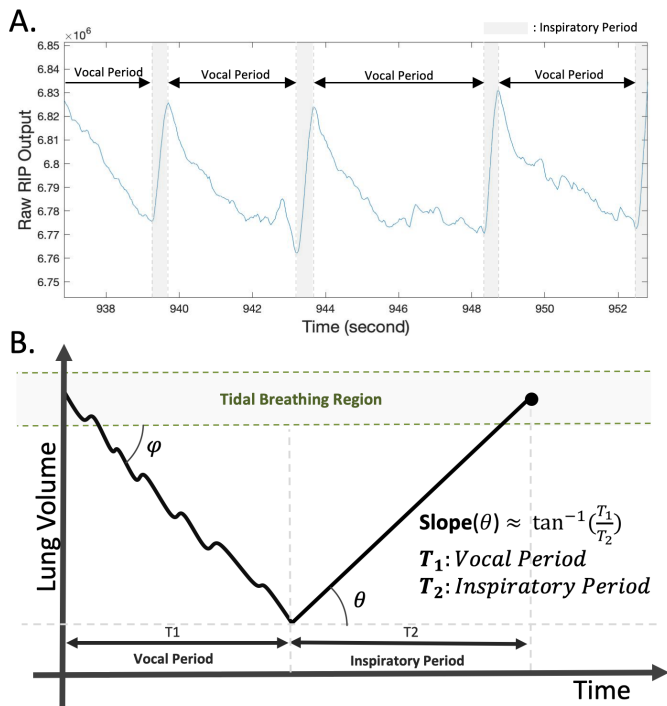 A.
: Inspiratory Period
×10⁶
6.85
6.84
6.83
6.82
6.81
6.8
6.79
6.78
6.77
6.76
6.75
Raw RIP Output
Vocal Period
Vocal Period
Vocal Period
Vocal Period
938
940
942
944
946
948
950
952
Time (second)
B.
Lung Volume
Tidal Breathing Region
φ
Slope(θ) ≈ tan⁻¹(T₁/T₂)
T₁: Vocal Period
T₂: Inspiratory Period
θ
T1
T2
Vocal Period
Inspiratory Period
Time